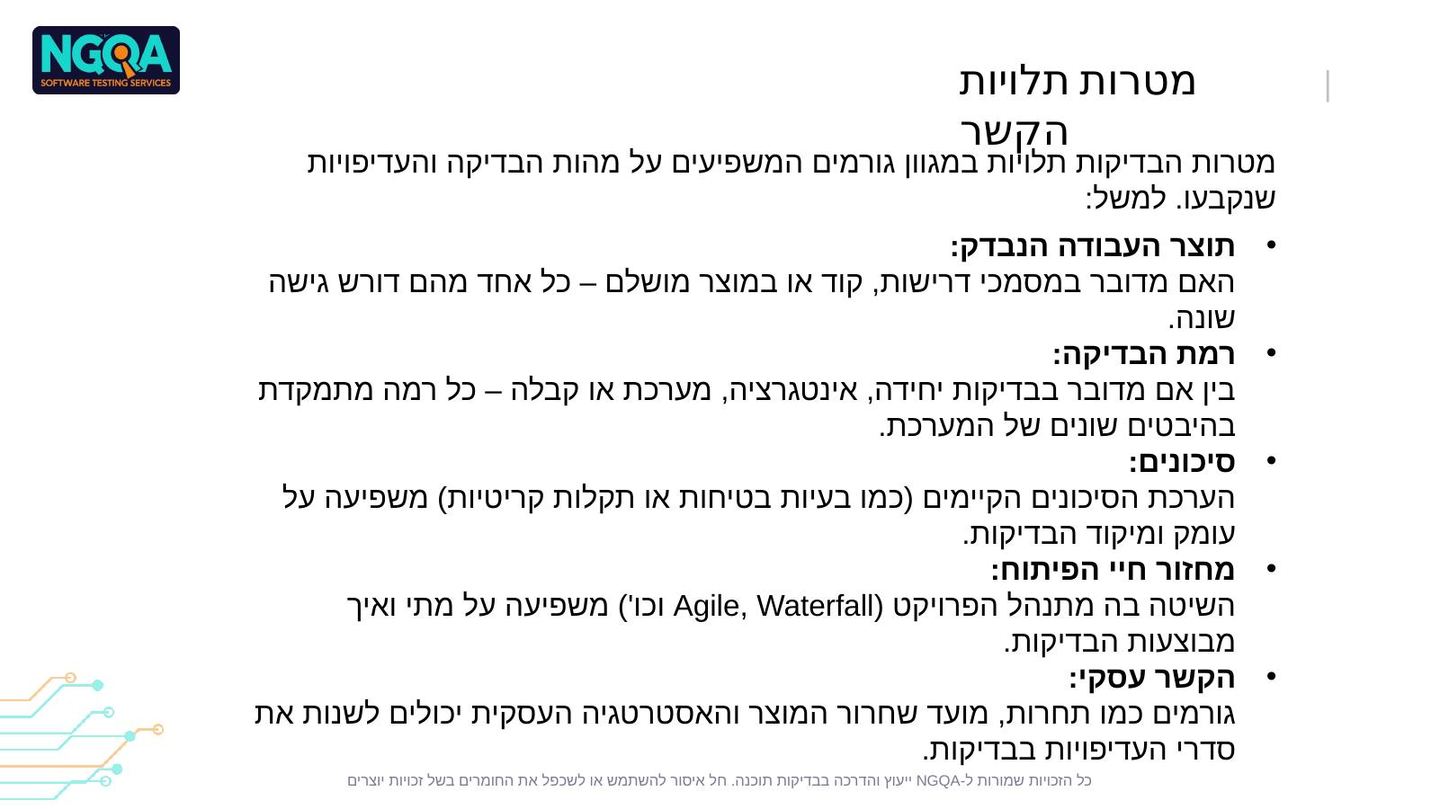 NGQA
SOFTWARE TESTING SERVICES
מטרות תלויות
הקשר
מטרות הבדיקות תלויות במגוון גורמים המשפיעים על מהות הבדיקה והעדיפויות
שנקבעו. למשל:
• תוצר העבודה הנבדק:
האם מדובר במסמכי דרישות, קוד או במוצר מושלם – כל אחד מהם דורש גישה
שונה.
• רמת הבדיקה:
בין אם מדובר בבדיקות יחידה, אינטגרציה, מערכת או קבלה – כל רמה מתמקדת
בהיבטים שונים של המערכת.
• סיכונים:
הערכת הסיכונים הקיימים (כמו בעיות בטיחות או תקלות קריטיות) משפיעה על
עומק ומיקוד הבדיקות.
• מחזור חיי הפיתוח:
השיטה בה מתנהל הפרויקט (Agile, Waterfall וכו') משפיעה על מתי ואיך
מבוצעות הבדיקות.
• הקשר עסקי:
גורמים כמו תחרות, מועד שחרור המוצר והאסטרטגיה העסקית יכולים לשנות את
סדרי העדיפויות בבדיקות.
כל הזכויות שמורות ל-NGQA ייעוץ והדרכה בבדיקות תוכנה. חל איסור להשתמש או לשכפל את החומרים בשל זכויות יוצרים